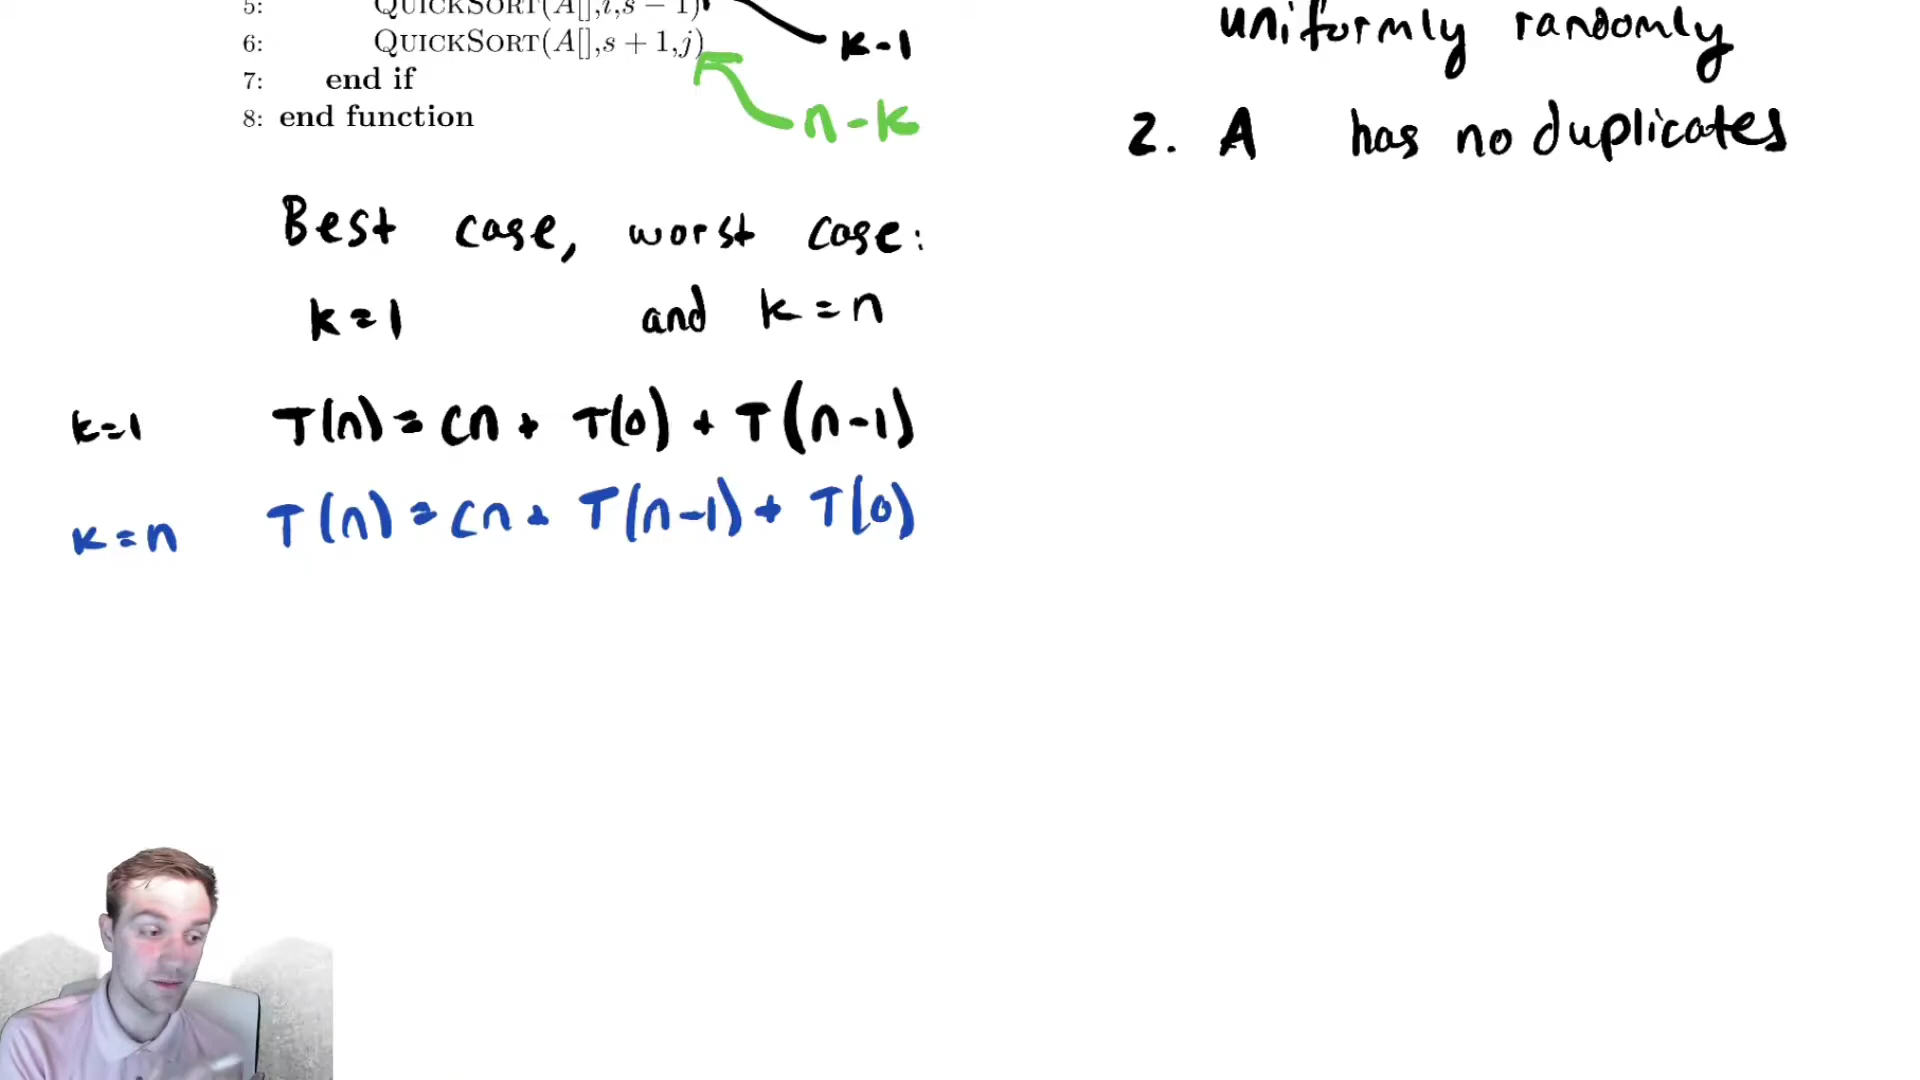 5: QUICKSORT(A[],i,s − 1)
6: QUICKSORT(A[],s + 1,j)
7: end if
8: end function
k-1
n-k
uniformly randomly
2. A has no duplicates
Best case, worst case:
k=1 and k=n
k=1 T(n)= cn + T(0) + T(n-1)
k=n T(n)= cn + T(n-1) + T(0)